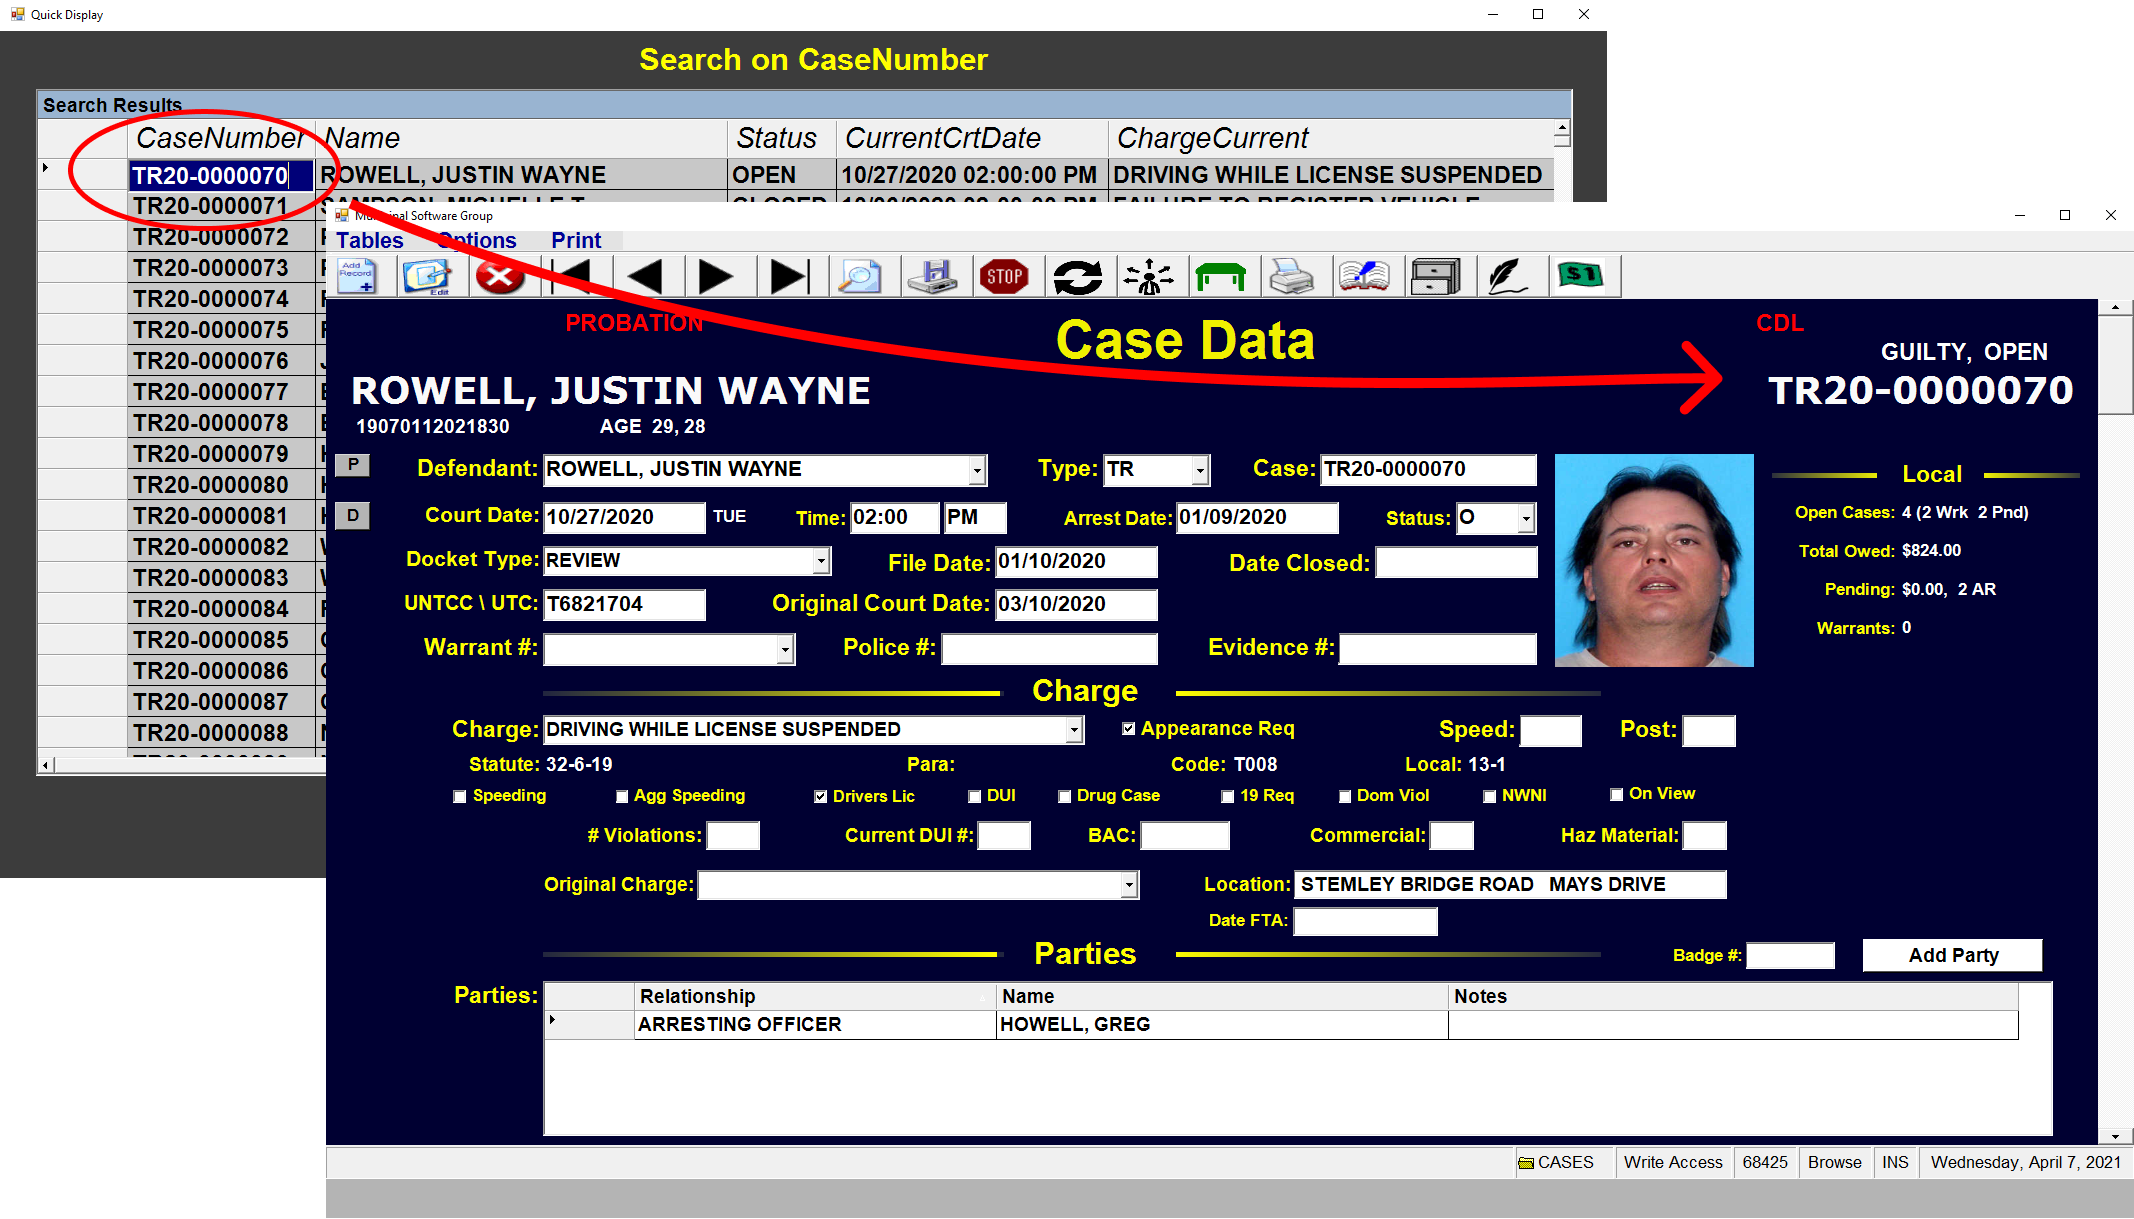 Quick Display
Search on CaseNumber
Search Results
CaseNumber Name Status CurrentCrtDate ChargeCurrent
TR20-0000070 ROWELL, JUSTIN WAYNE OPEN 10/27/2020 02:00:00 PM DRIVING WHILE LICENSE SUSPENDED
TR20-0000071
TR20-0000072
TR20-0000073
TR20-0000074
TR20-0000075
TR20-0000076
TR20-0000077
TR20-0000078
TR20-0000079
TR20-0000080
TR20-0000081
TR20-0000082
TR20-0000083
TR20-0000084
TR20-0000085
TR20-0000086
TR20-0000087
TR20-0000088
Municipal Software Group
Tables Options Print
Add Record Edit STOP $1
PROBATION Case Data CDL
GUILTY, OPEN
ROWELL, JUSTIN WAYNE TR20-0000070
19070112021830 AGE 29, 28
P Defendant: ROWELL, JUSTIN WAYNE Type: TR Case: TR20-0000070
D Court Date: 10/27/2020 TUE Time: 02:00 PM Arrest Date: 01/09/2020 Status: O
Docket Type: REVIEW File Date: 01/10/2020 Date Closed:
UNTCC \ UTC: T6821704 Original Court Date: 03/10/2020
Warrant #: Police #: Evidence #:
Local
Open Cases: 4 (2 Wrk 2 Pnd)
Total Owed: $824.00
Pending: $0.00, 2 AR
Warrants: 0
Charge
Charge: DRIVING WHILE LICENSE SUSPENDED Appearance Req Speed: Post:
Statute: 32-6-19 Para: Code: T008 Local: 13-1
Speeding Agg Speeding Drivers Lic DUI Drug Case 19 Req Dom Viol NWNI On View
# Violations: Current DUI #: BAC: Commercial: Haz Material:
Original Charge: Location: STEMLEY BRIDGE ROAD MAYS DRIVE
Date FTA:
Parties Badge #: Add Party
Parties: Relationship Name Notes
ARRESTING OFFICER HOWELL, GREG
CASES Write Access 68425 Browse INS Wednesday, April 7, 2021